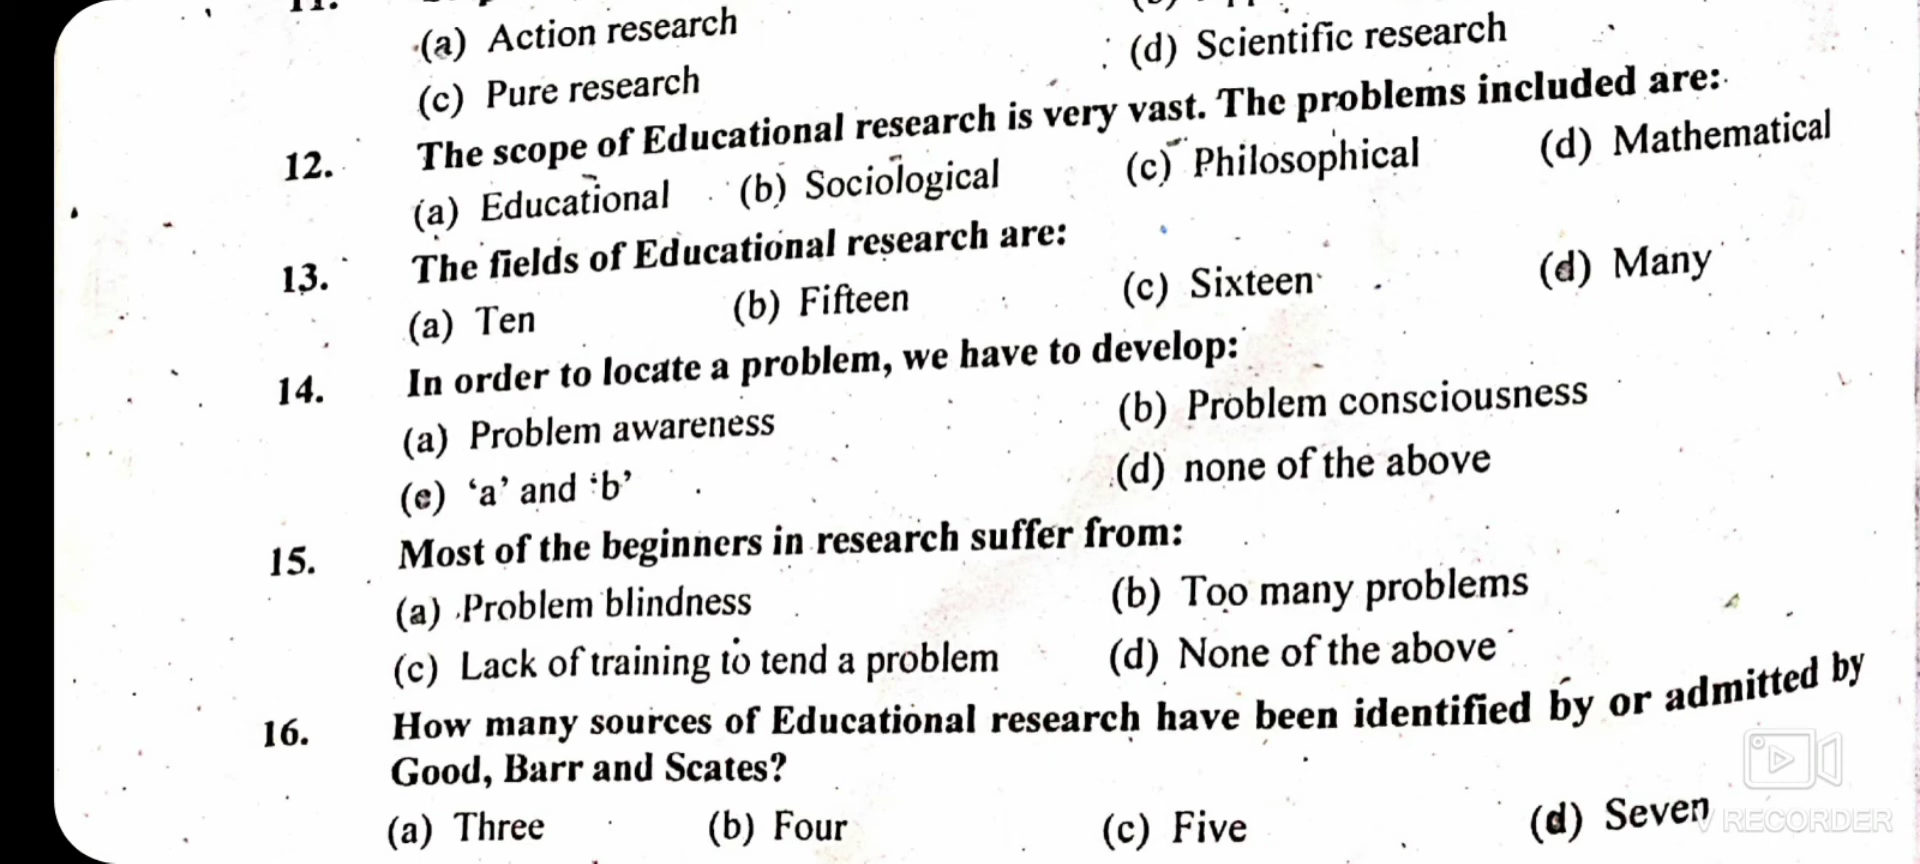 11.
(a) Action research
(d) Scientific research
(c) Pure research
12. The scope of Educational research is very vast. The problems included are:
(a) Educational (b) Sociological (c) Philosophical (d) Mathematical
13. The fields of Educational research are:
(a) Ten (b) Fifteen (c) Sixteen (d) Many
14. In order to locate a problem, we have to develop:
(a) Problem awareness (b) Problem consciousness
(c) ‘a’ and ‘b’ (d) none of the above
15. Most of the beginners in research suffer from:
(a) Problem blindness (b) Too many problems
(c) Lack of training to tend a problem (d) None of the above
16. How many sources of Educational research have been identified by or admitted by
Good, Barr and Scates?
(a) Three (b) Four (c) Five (d) Seven
V RECORDER